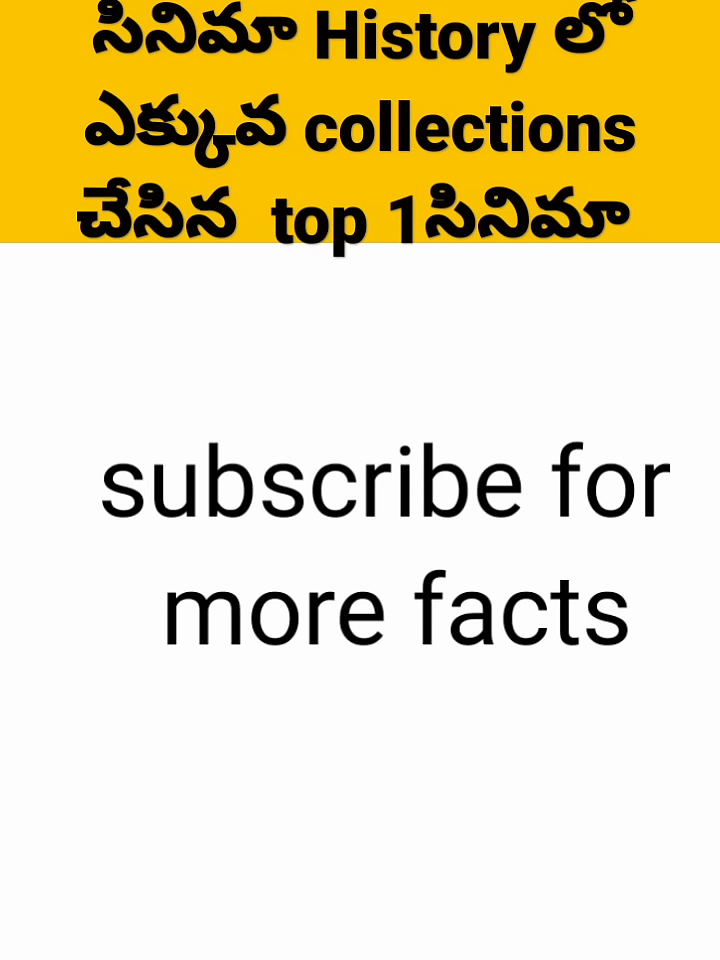 సినిమా History లో
ఎక్కువ collections
చేసిన top 1సినిమా
subscribe for
more facts